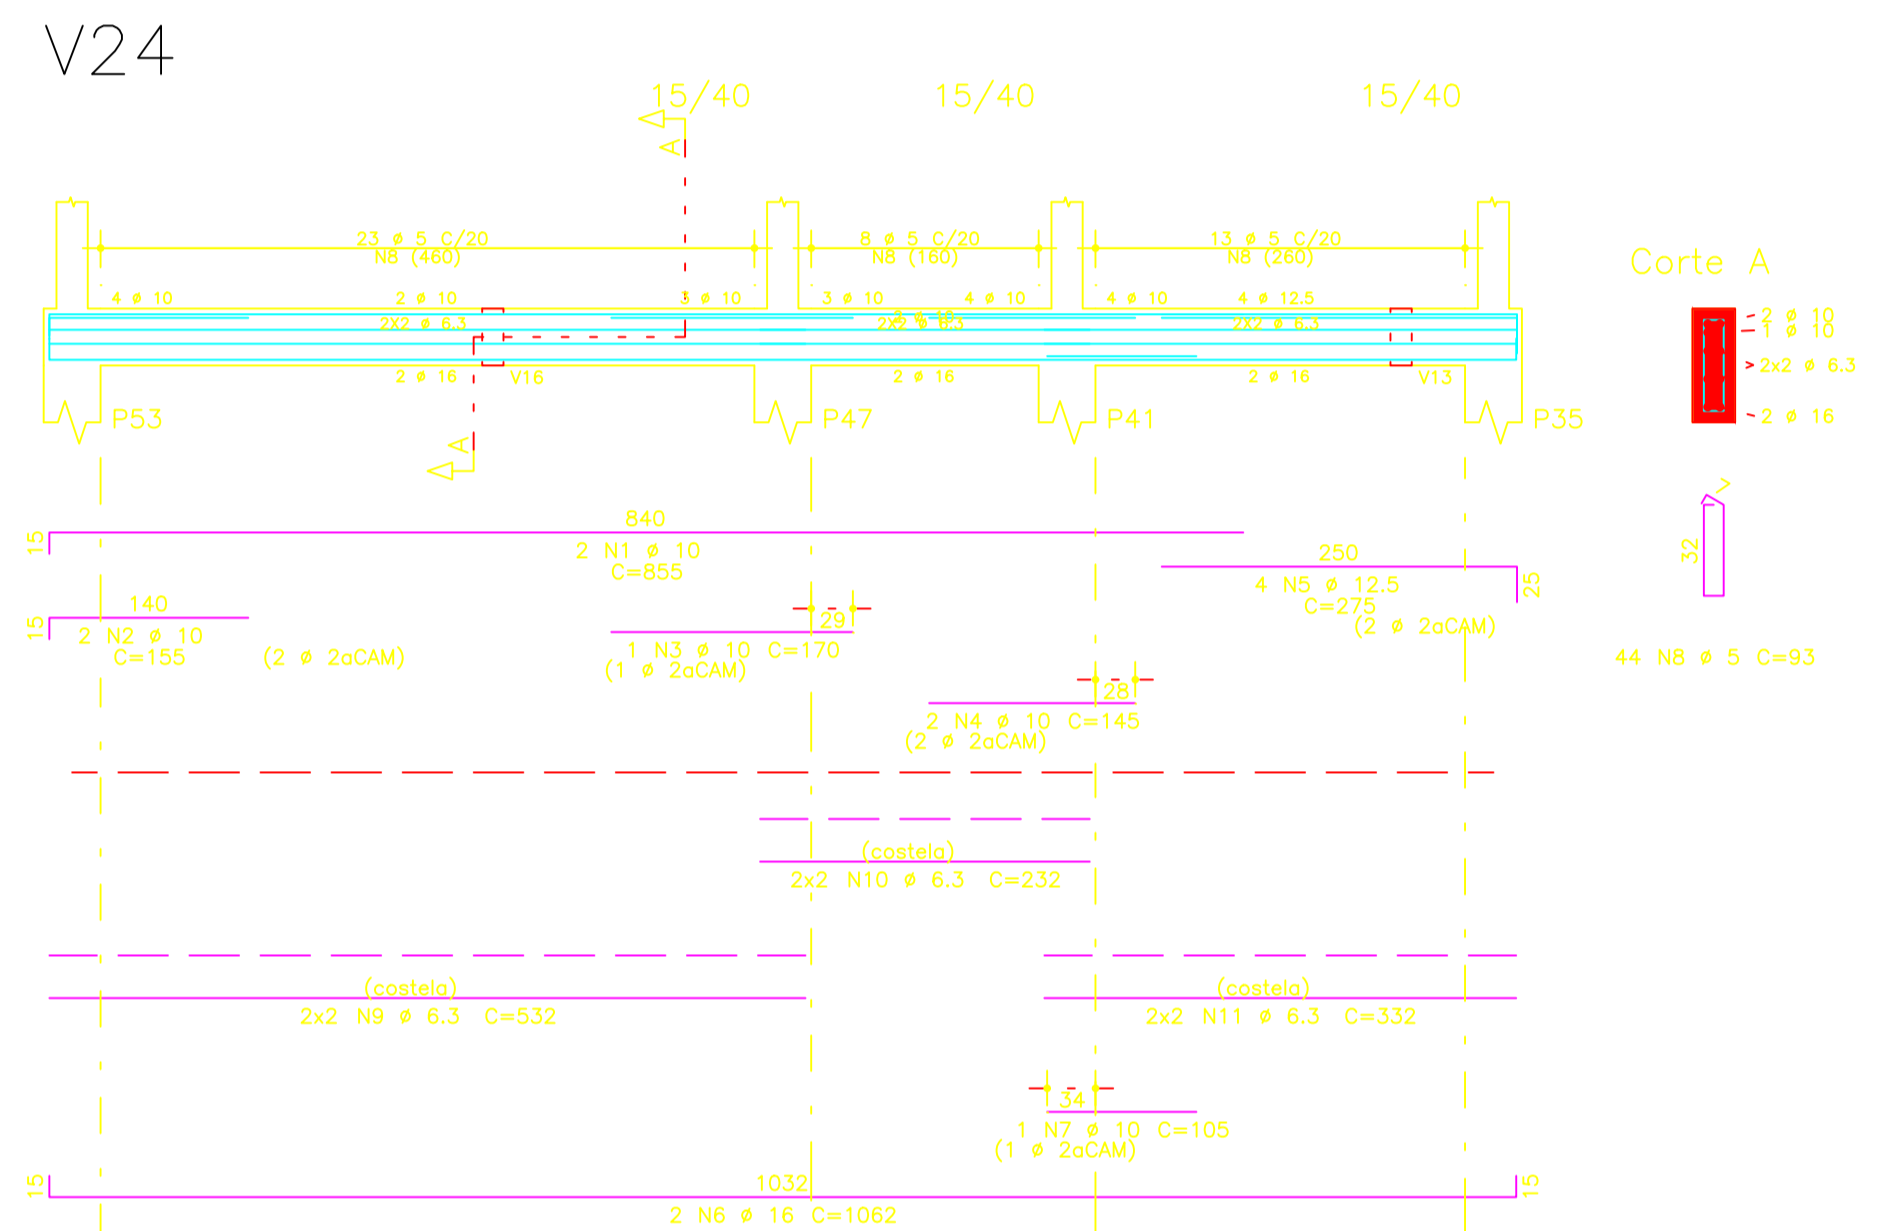 V24
15/40 15/40 15/40
A
23 ø 5 C/20 8 ø 5 C/20 13 ø 5 C/20
N8 (460) N8 (160) N8 (260)
Corte A
4 ø 10 2 ø 10 3 ø 10 3 ø 10 4 ø 10 4 ø 10 4 ø 12.5
2 ø 10
2X2 ø 6.3 2X2 ø 6.3 2X2 ø 6.3
2 ø 10
1 ø 10
2x2 ø 6.3
2 ø 16
2 ø 16 V16 2 ø 16 2 ø 16 V13
P53 P47 P41 P35
A
840
15
2 N1 ø 10
C=855
250
4 N5 ø 12.5
25
C=275
(2 ø 2aCAM)
32
44 N8 ø 5 C=93
140
15
2 N2 ø 10
C=155 (2 ø 2aCAM)
29
1 N3 ø 10 C=170
(1 ø 2aCAM)
28
2 N4 ø 10 C=145
(2 ø 2aCAM)
(costela)
2x2 N10 ø 6.3 C=232
(costela) (costela)
2x2 N9 ø 6.3 C=532 2x2 N11 ø 6.3 C=332
34
1 N7 ø 10 C=105
(1 ø 2aCAM)
15 1032 15
2 N6 ø 16 C=1062